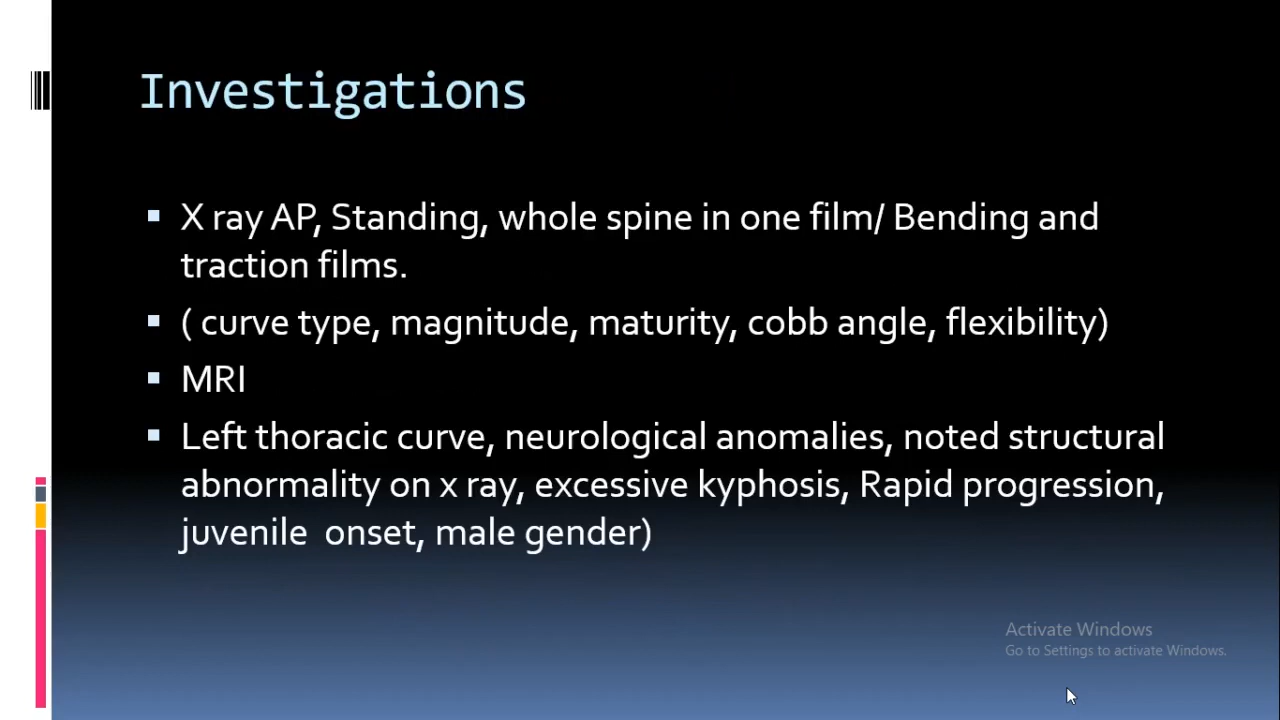 Investigations
X ray AP, Standing, whole spine in one film/ Bending and
traction films.
( curve type, magnitude, maturity, cobb angle, flexibility)
MRI
Left thoracic curve, neurological anomalies, noted structural
abnormality on x ray, excessive kyphosis, Rapid progression,
juvenile  onset, male gender)
Activate Windows
Go to Settings to activate Windows.